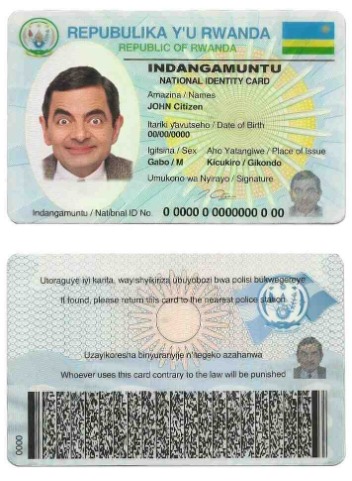 REPUBULIKA Y'U RWANDA
REPUBLIC OF RWANDA
INDANGAMUNTU
NATIONAL IDENTITY CARD
Amazina / Names
JOHN Citizen
Itariki yavutseho / Date of Birth
00/00/0000
Igitsina / Sex Aho Yatangiwe / Place of Issue
Gabo / M Kicukiro / Gikondo
Umukono wa Nyirayo / Signature
Indangamuntu / National ID No. 0 0000 0 0000000 0 00
Utoraguye iyi karita, wayishyikiriza ubuyobozi bwa polisi bukwegereye
If found, please return this card to the nearest police station
Uzayikoresha binyuranyije n'itegeko azahanwa
Whoever uses this card contrary to the law will be punished
0000